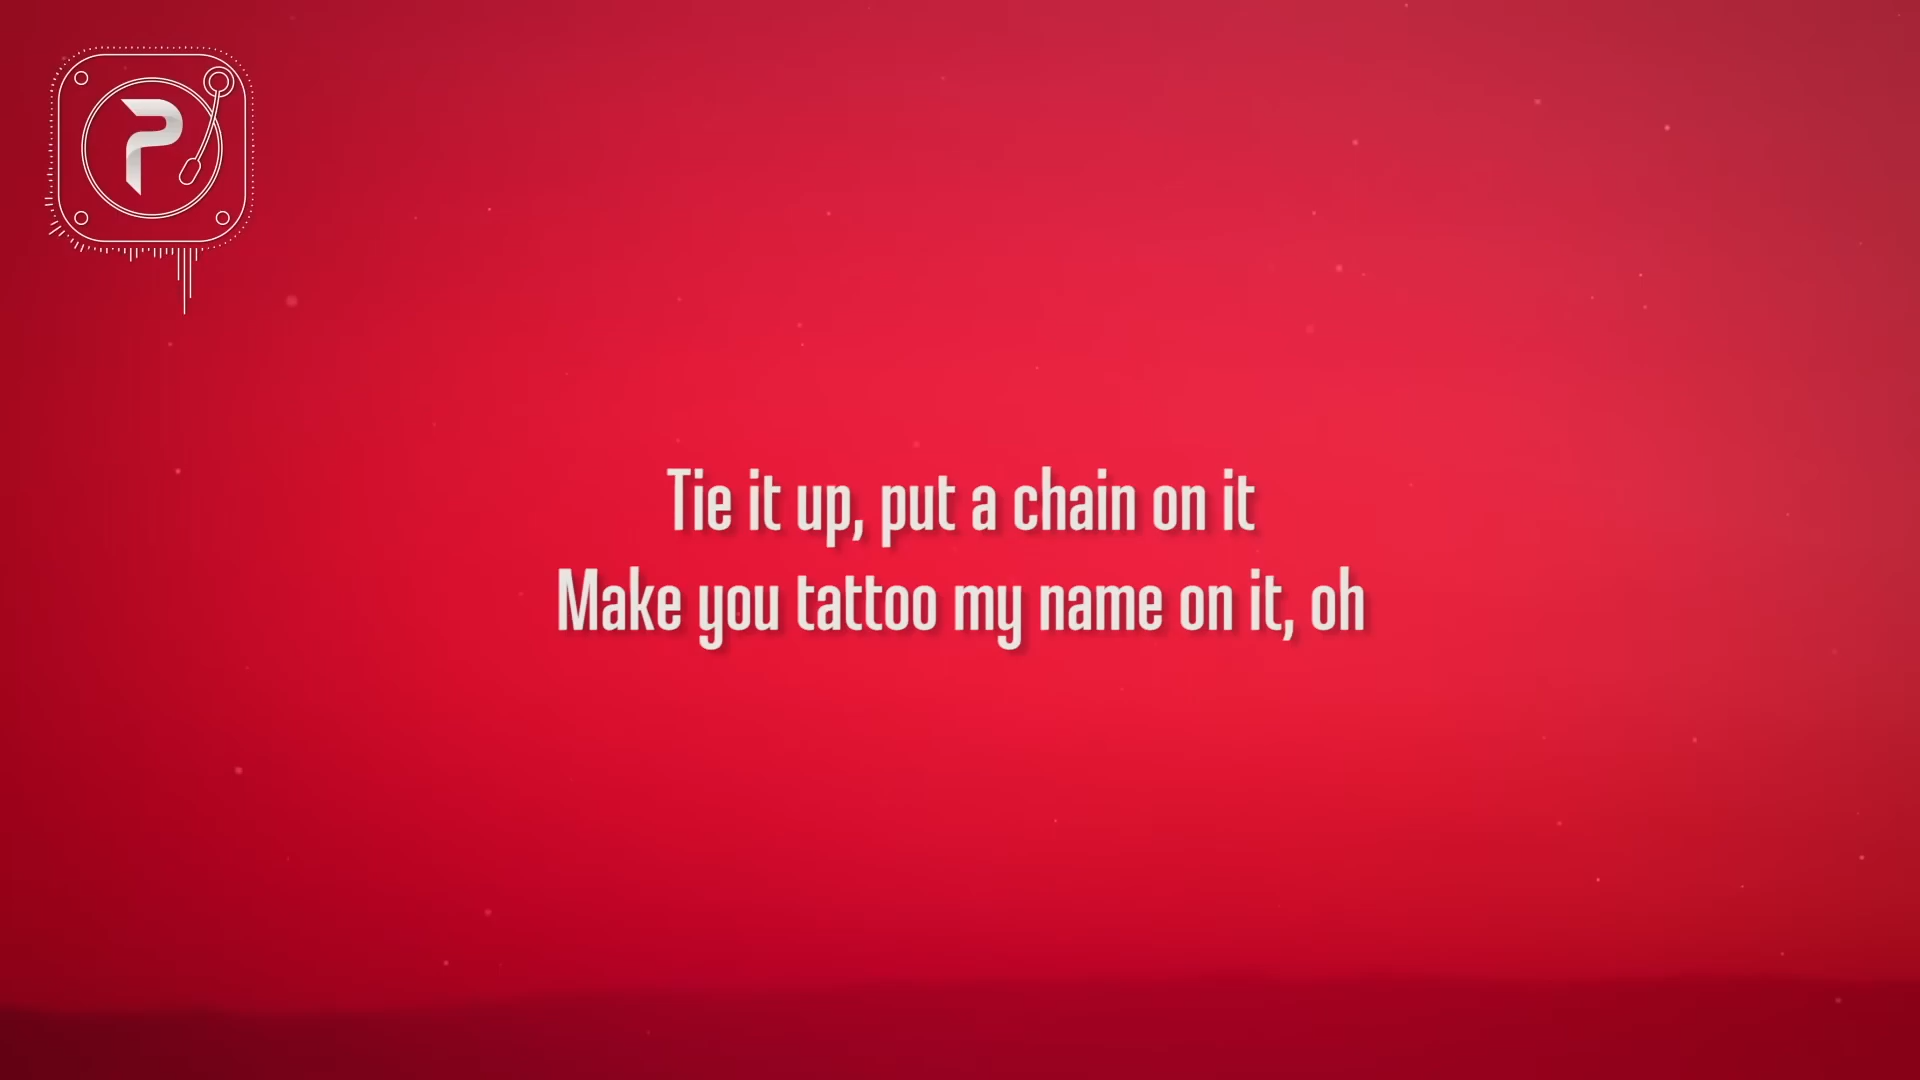 P
Tie it up, put a chain on it
Make you tattoo my name on it, oh